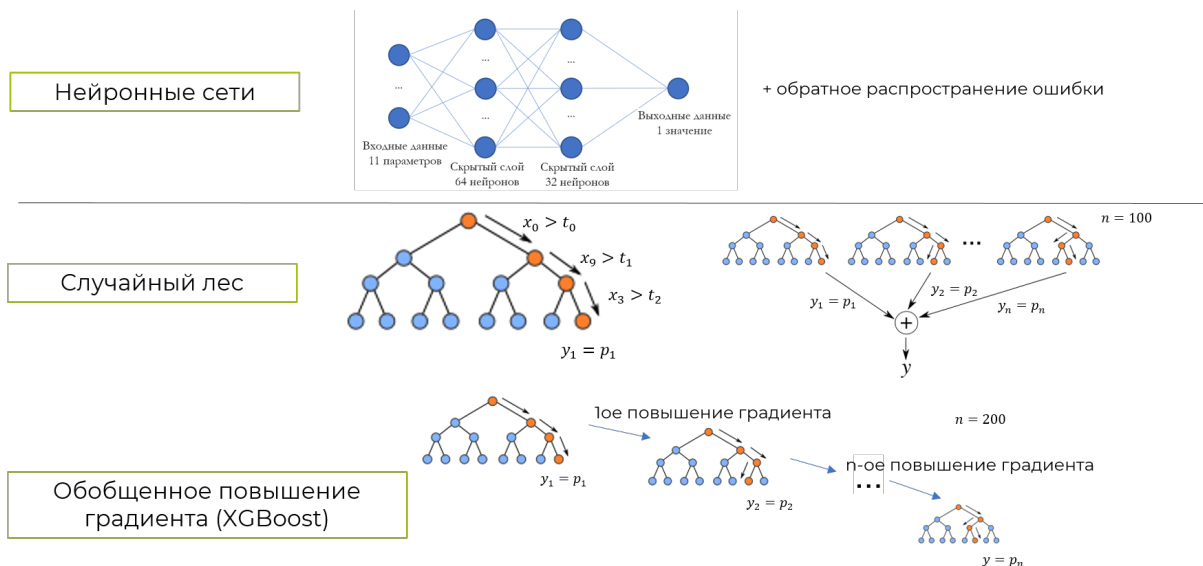 Нейронные сети
...
...
...
...
...
Входные данные
11 параметров
Скрытый слой
64 нейронов
Скрытый слой
32 нейронов
Выходные данные
1 значение
+ обратное распространение ошибки
Случайный лес
x₀ > t₀
x₉ > t₁
x₃ > t₂
y₁ = p₁
n = 100
...
y₁ = p₁
y₂ = p₂
yₙ = pₙ
+
y
Обобщенное повышение
градиента (XGBoost)
y₁ = p₁
1ое повышение градиента
y₂ = p₂
n = 200
n-ое повышение градиента
...
y = pₙ